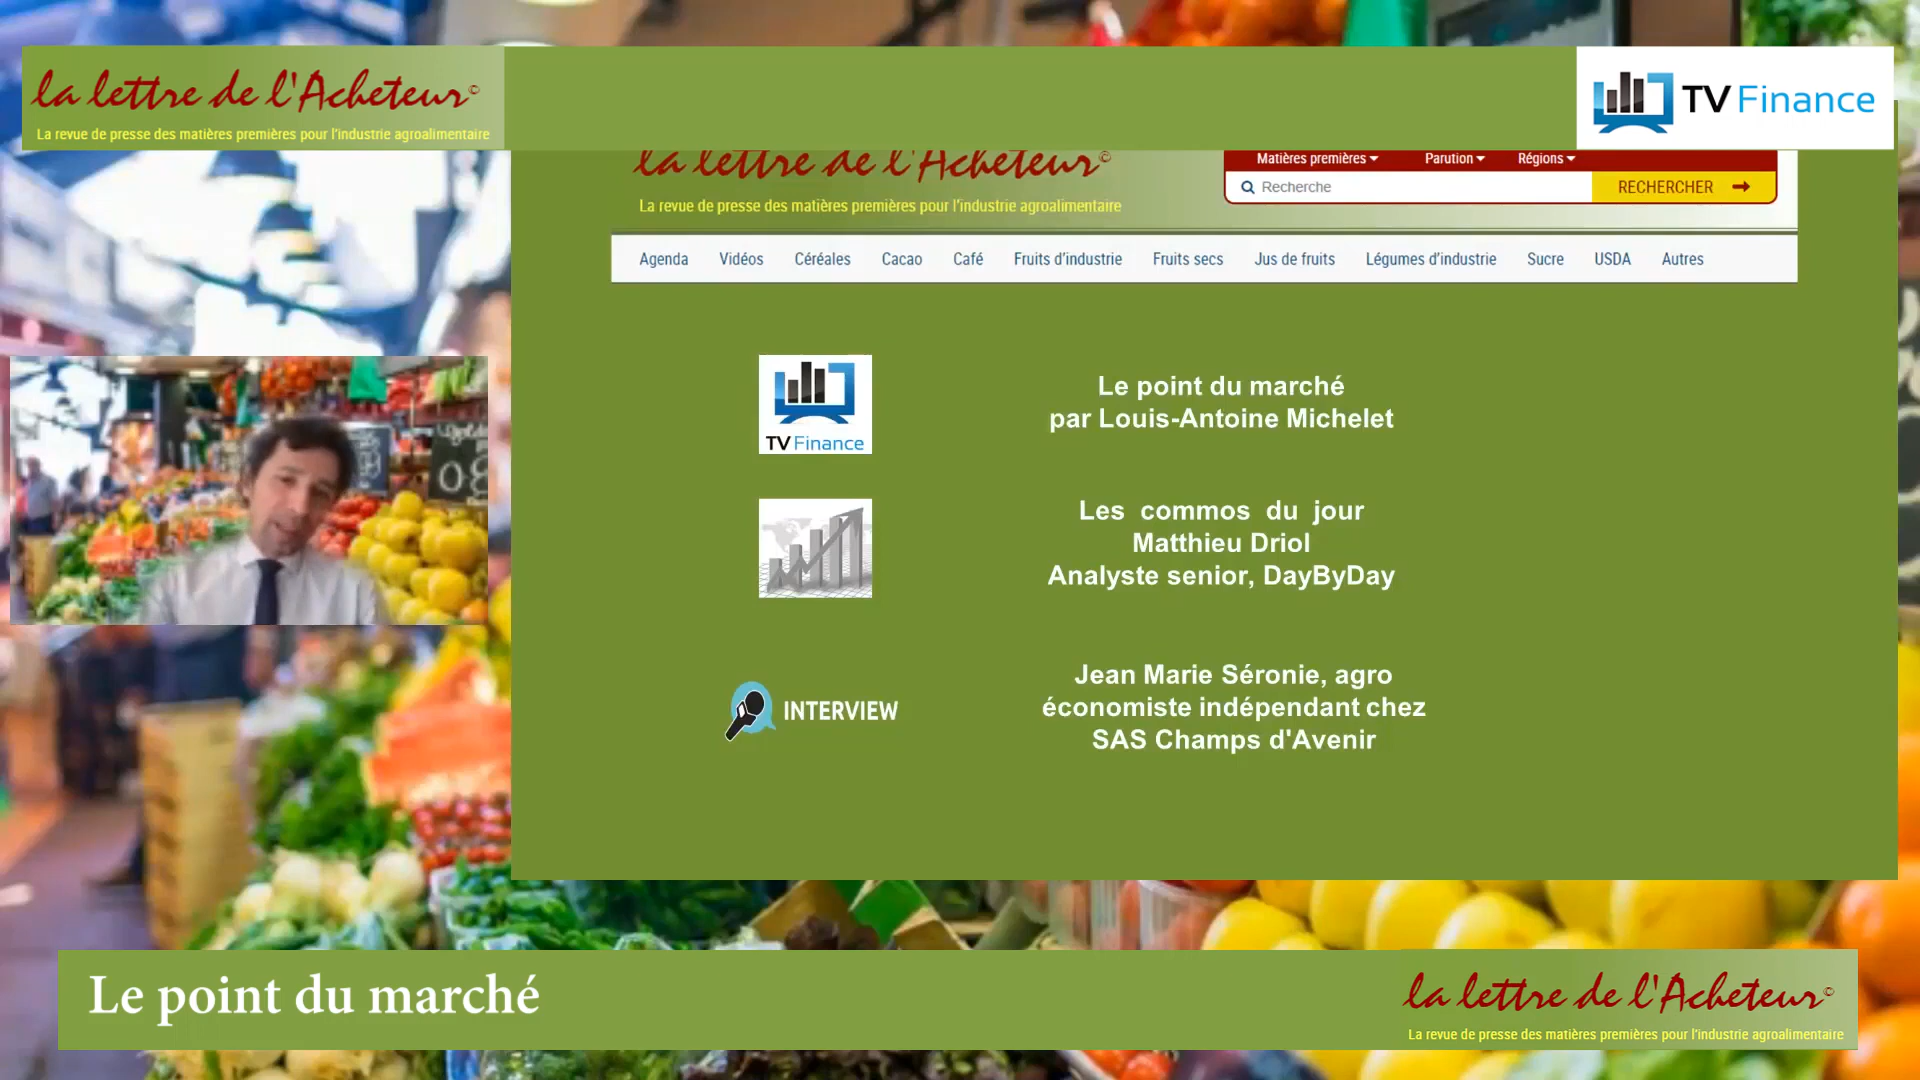 la lettre de l'Acheteur©
La revue de presse des matières premières pour l'industrie agroalimentaire
TV Finance
la lettre de l'Acheteur©
La revue de presse des matières premières pour l'industrie agroalimentaire
Matières premières Parution Régions
Recherche RECHERCHER
Agenda Vidéos Céréales Cacao Café Fruits d'industrie Fruits secs Jus de fruits Légumes d'industrie Sucre USDA Autres
TV Finance
Le point du marché
par Louis-Antoine Michelet
Les commos du jour
Matthieu Driol
Analyste senior, DayByDay
INTERVIEW
Jean Marie Séronie, agro
économiste indépendant chez
SAS Champs d'Avenir
Le point du marché
la lettre de l'Acheteur©
La revue de presse des matières premières pour l'industrie agroalimentaire